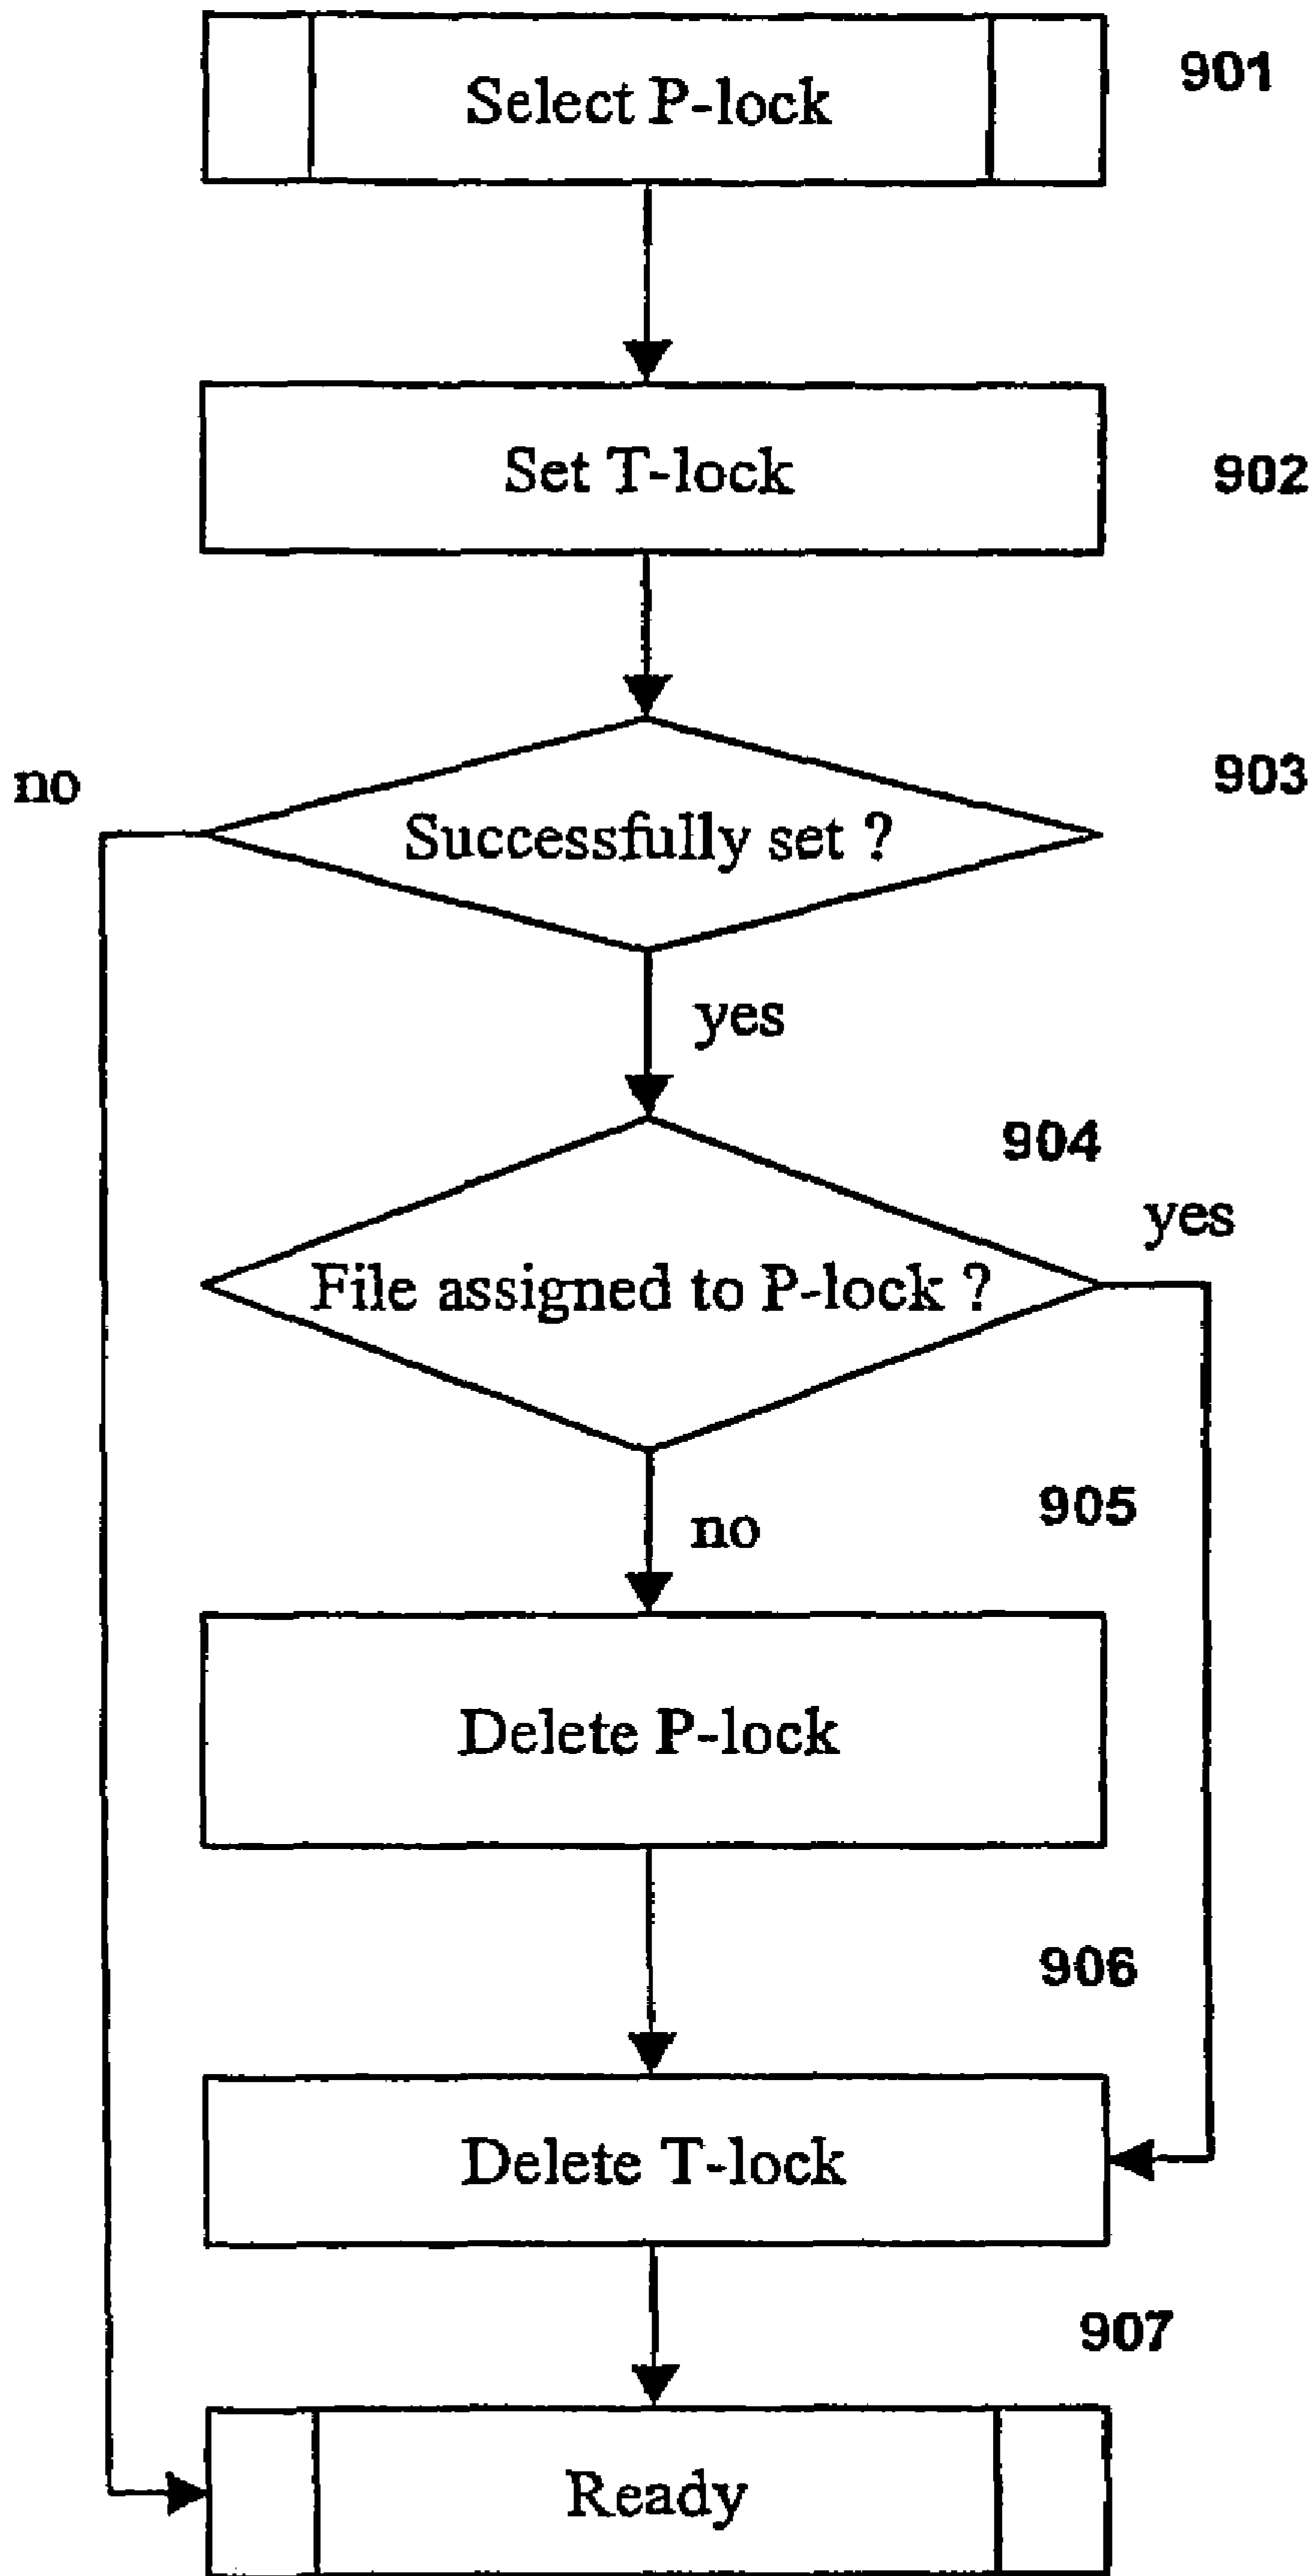 Select P-lock
901
Set T-lock
902
903
no
Successfully set ?
yes
904
yes
File assigned to P-lock ?
905
no
Delete P-lock
906
Delete T-lock
907
Ready